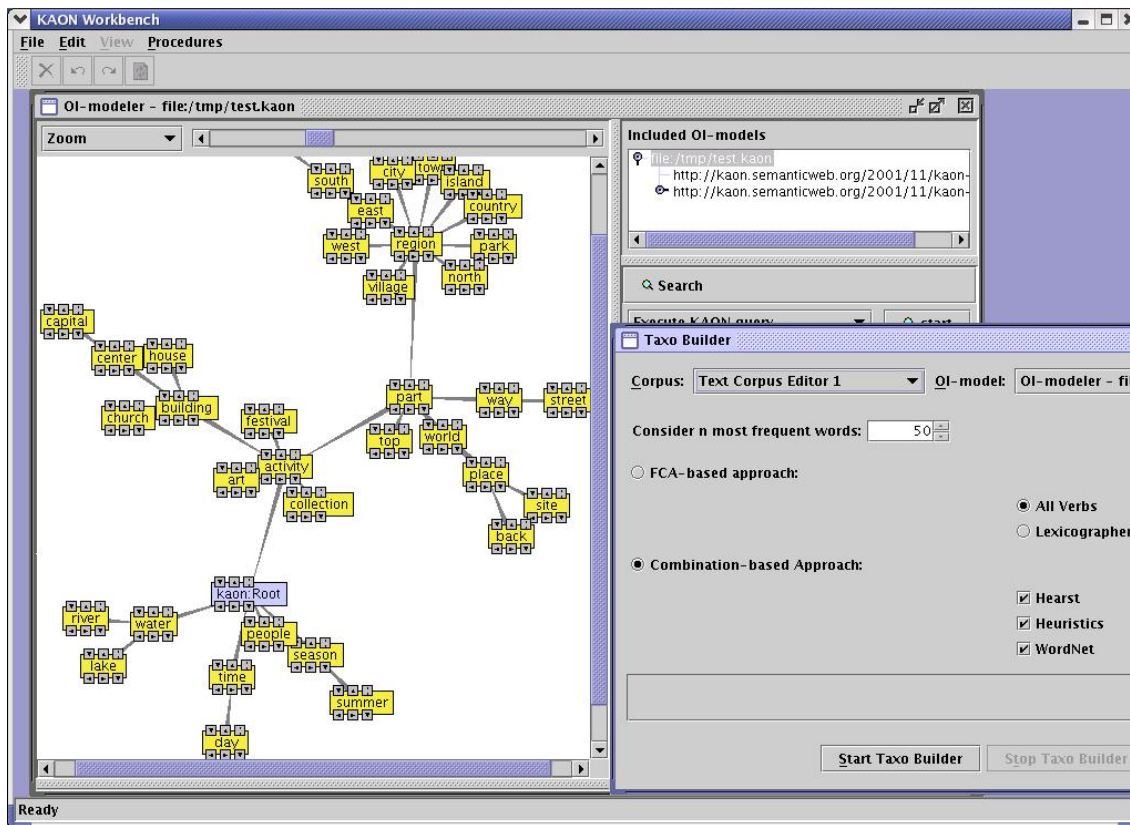 KAON Workbench
File Edit View Procedures
OI-modeler - file:/tmp/test.kaon
Zoom
south
city
town
island
east
country
west
region
park
village
north
capital
center
house
church
building
festival
part
way
street
top
world
art
activity
collection
place
site
back
kaon:Root
river
water
lake
people
season
time
summer
day
Included OI-models
file:/tmp/test.kaon
http://kaon.semanticweb.org/2001/11/kaon-
http://kaon.semanticweb.org/2001/11/kaon-
Search
Execute KAON query
start
Taxo Builder
Corpus: Text Corpus Editor 1 OI-model: OI-modeler - fi
Consider n most frequent words: 50
FCA-based approach:
All Verbs
Lexicographer
Combination-based Approach:
Hearst
Heuristics
WordNet
Start Taxo Builder Stop Taxo Builder
Ready